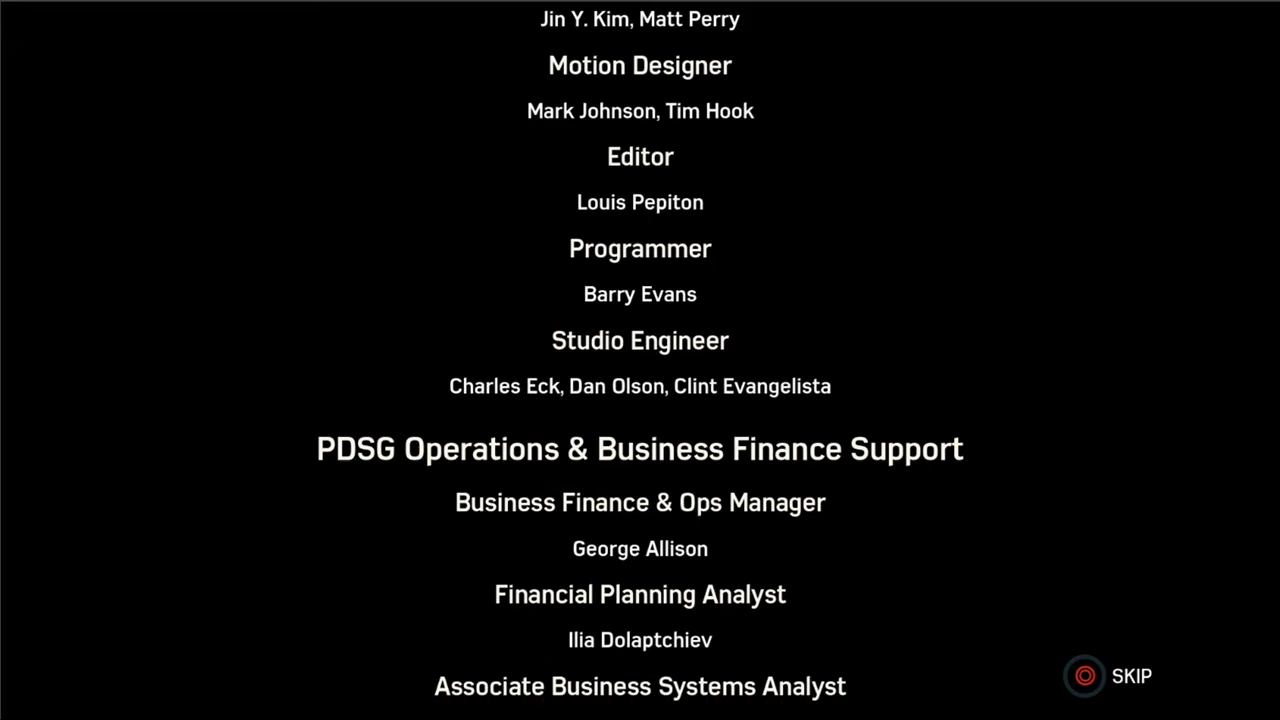 Jin Y. Kim, Matt Perry
Motion Designer
Mark Johnson, Tim Hook
Editor
Louis Pepiton
Programmer
Barry Evans
Studio Engineer
Charles Eck, Dan Olson, Clint Evangelista
PDSG Operations & Business Finance Support
Business Finance & Ops Manager
George Allison
Financial Planning Analyst
Ilia Dolaptchiev
Associate Business Systems Analyst
SKIP